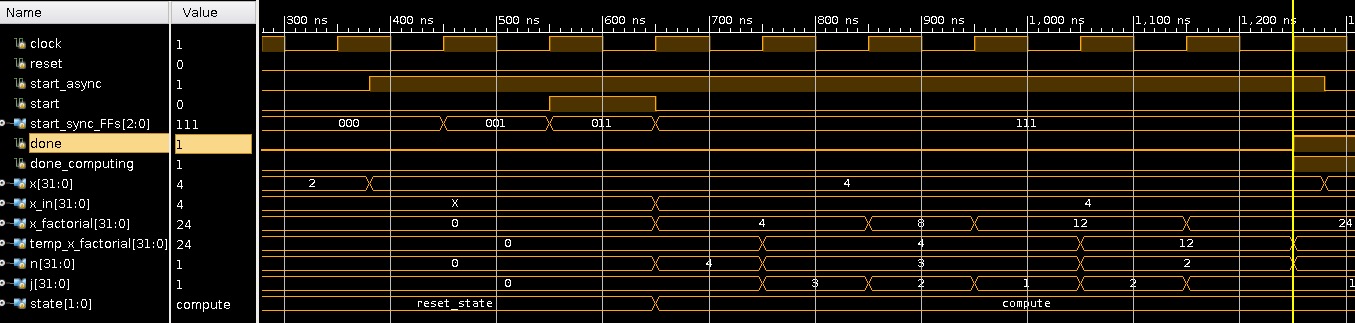 Name Value 300 ns 400 ns 500 ns 600 ns 700 ns 800 ns 900 ns 1,000 ns 1,100 ns 1,200 ns
clock 1
reset 0
start_async 1
start 0
start_sync_FFs[2:0] 111 000 001 011 111
done 1
done_computing 1
x[31:0] 4 2 4
x_in[31:0] 4 X 4
x_factorial[31:0] 24 0 4 8 12 24
temp_x_factorial[31:0] 24 0 4 12
n[31:0] 1 0 4 3 2
j[31:0] 1 0 3 2 1 2 1
state[1:0] compute reset_state compute